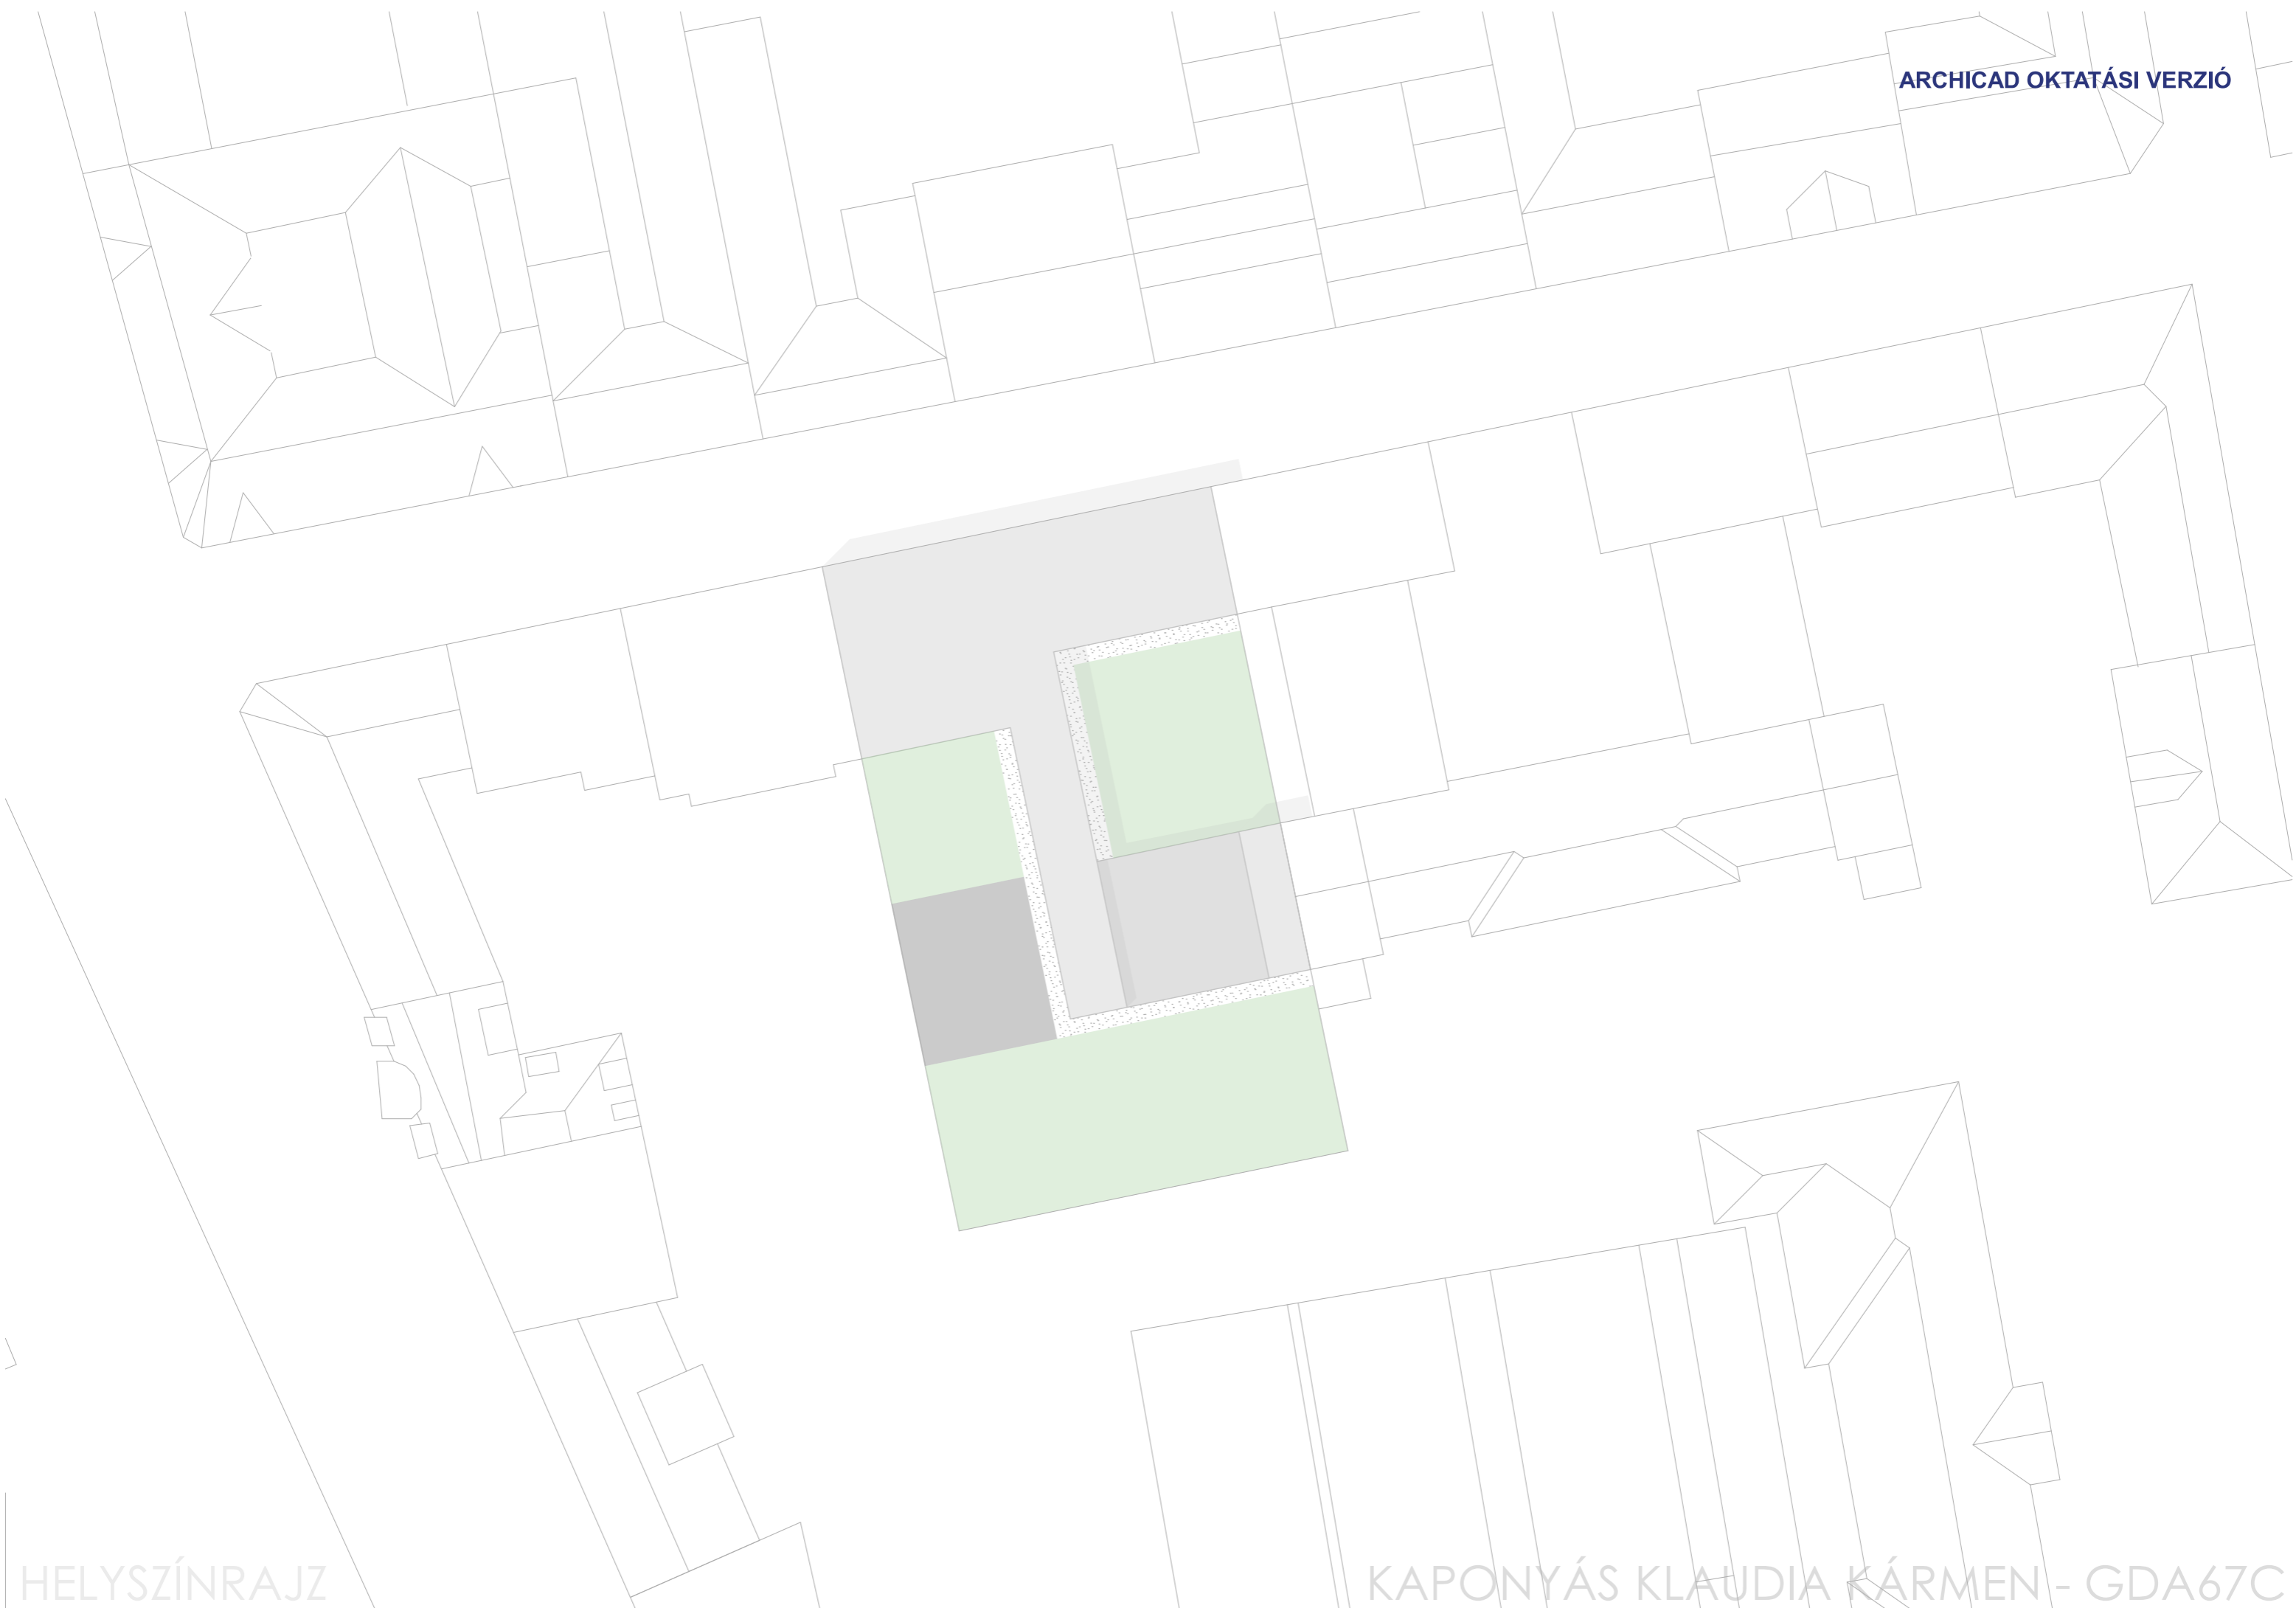 ARCHICAD OKTATÁSI VERZIÓ
HELYSZÍNRAJZ
KAPONYÁS KLAUDIA KÁRMEN - GDA67C